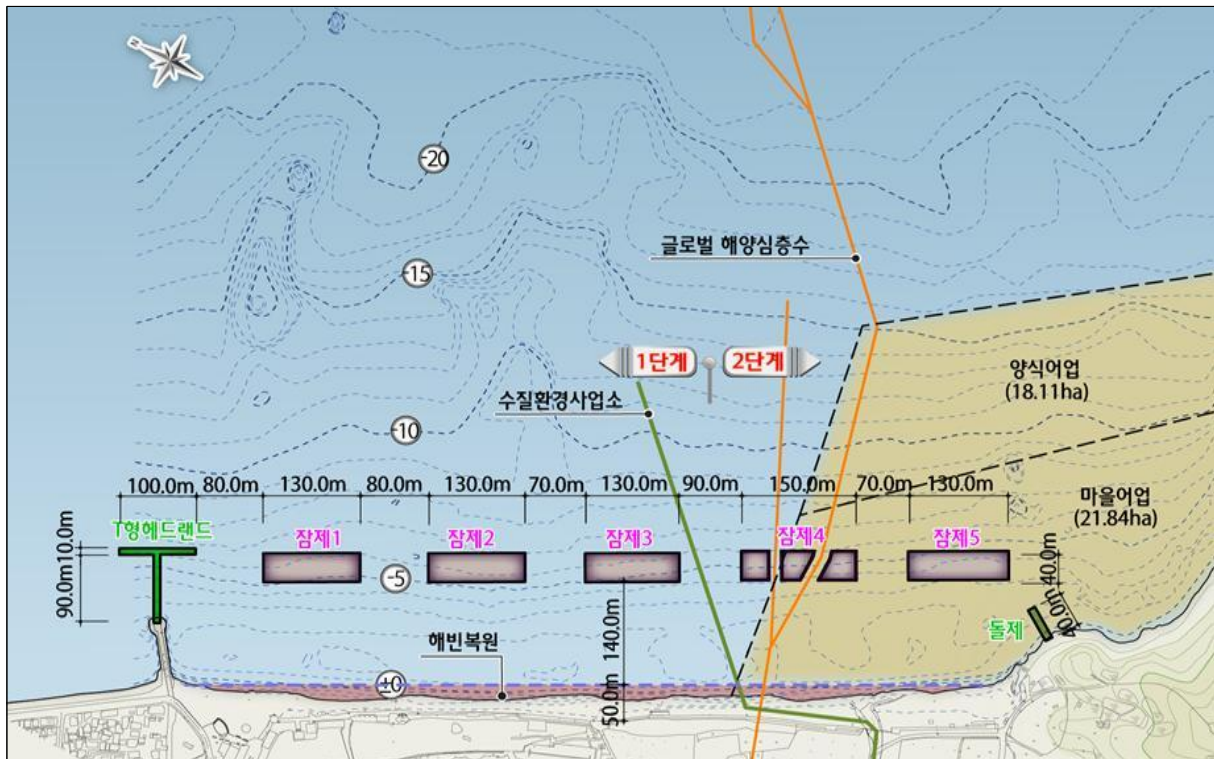 -20
글로벌 해양심층수
-15
1단계
2단계
양식어업
(18.11ha)
수질환경사업소
-10
100.0m
80.0m
130.0m
80.0m
130.0m
70.0m
130.0m
90.0m
150.0m
70.0m
130.0m
마을어업
(21.84ha)
10.0m
T형헤드랜드
잠제1
잠제2
잠제3
잠제4
잠제5
90.0m
-5
40.0m
40.0m
돌제
140.0m
해빈복원
±0
50.0m